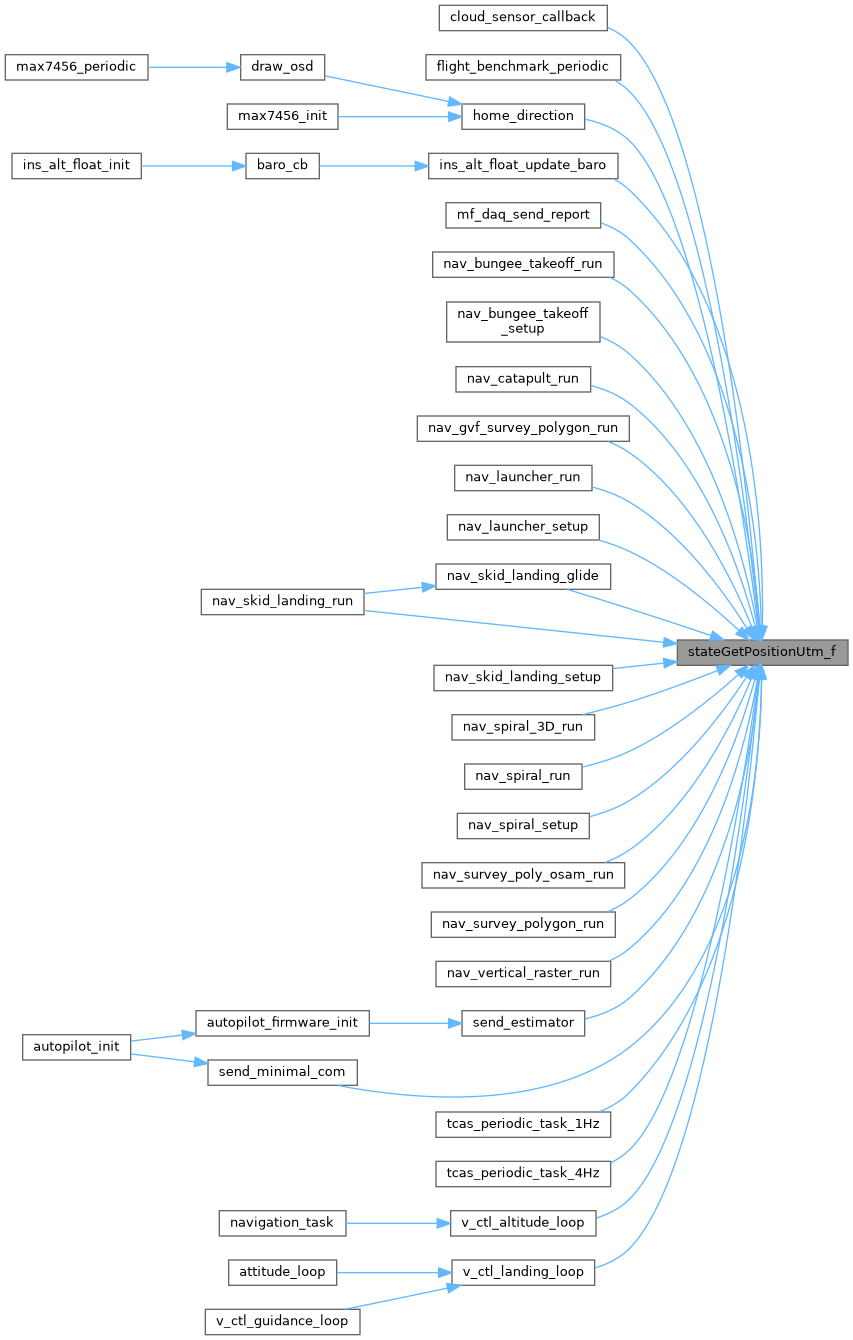 cloud_sensor_callback
flight_benchmark_periodic
max7456_periodic
draw_osd
max7456_init
home_direction
ins_alt_float_init
baro_cb
ins_alt_float_update_baro
mf_daq_send_report
nav_bungee_takeoff_run
nav_bungee_takeoff
_setup
nav_catapult_run
nav_gvf_survey_polygon_run
nav_launcher_run
nav_launcher_setup
nav_skid_landing_glide
nav_skid_landing_run
stateGetPositionUtm_f
nav_skid_landing_setup
nav_spiral_3D_run
nav_spiral_run
nav_spiral_setup
nav_survey_poly_osam_run
nav_survey_polygon_run
nav_vertical_raster_run
autopilot_firmware_init
send_estimator
autopilot_init
send_minimal_com
tcas_periodic_task_1Hz
tcas_periodic_task_4Hz
navigation_task
v_ctl_altitude_loop
attitude_loop
v_ctl_landing_loop
v_ctl_guidance_loop